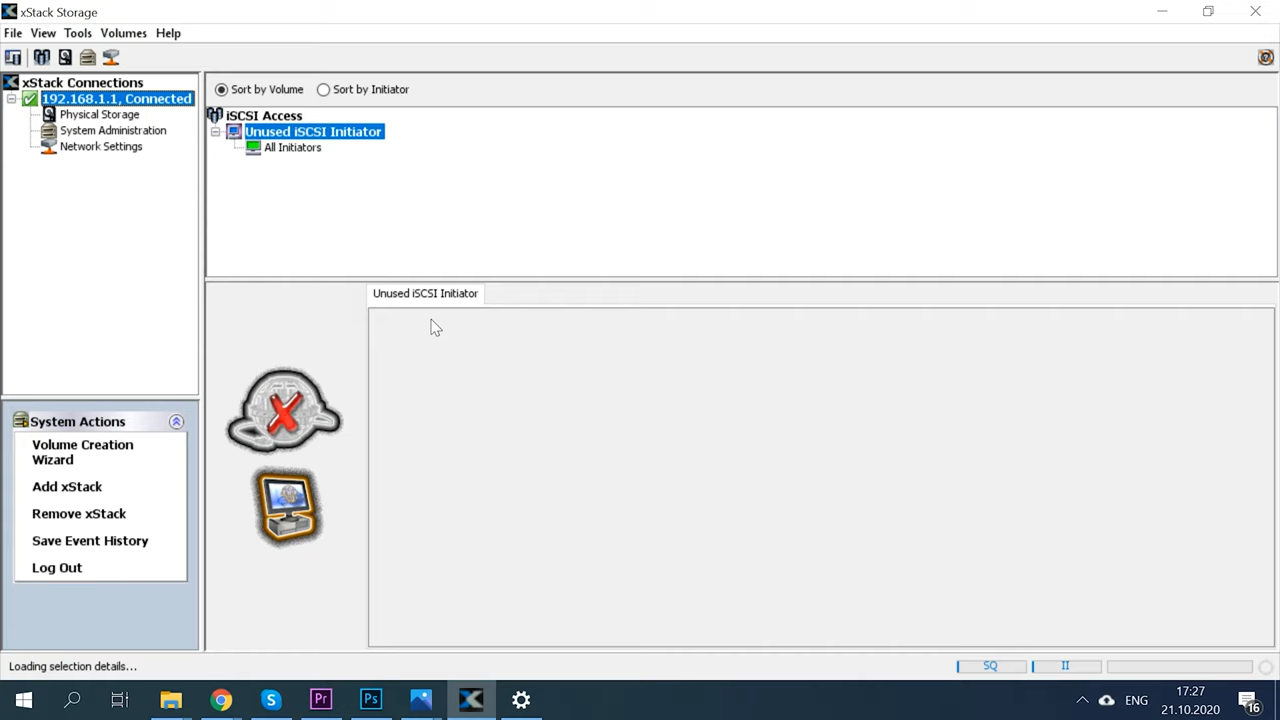 xStack Storage
File View Tools Volumes Help
xStack Connections
192.168.1.1, Connected
Physical Storage
System Administration
Network Settings
Sort by Volume Sort by Initiator
iSCSI Access
Unused iSCSI Initiator
All Initiators
Unused iSCSI Initiator
System Actions
Volume Creation
Wizard
Add xStack
Remove xStack
Save Event History
Log Out
Loading selection details...
SQ II
Pr Ps ENG 17:27
21.10.2020
16